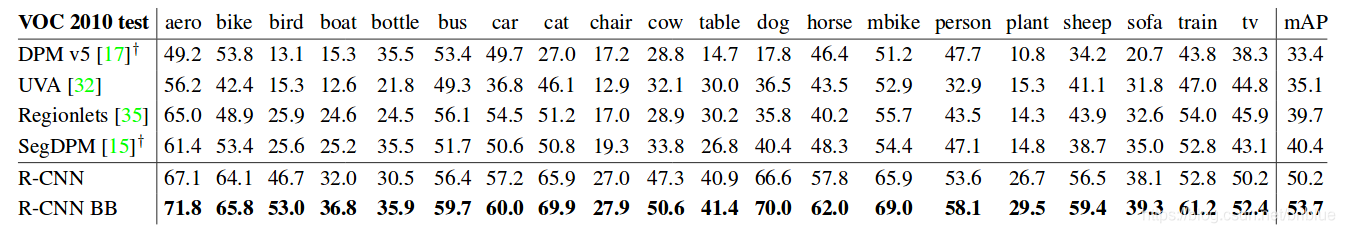 VOC 2010 test aero bike bird boat bottle bus car cat chair cow table dog horse mbike person plant sheep sofa train tv mAP
DPM v5 [17]† 49.2 53.8 13.1 15.3 35.5 53.4 49.7 27.0 17.2 28.8 14.7 17.8 46.4 51.2 47.7 10.8 34.2 20.7 43.8 38.3 33.4
UVA [32] 56.2 42.4 15.3 12.6 21.8 49.3 36.8 46.1 12.9 32.1 30.0 36.5 43.5 52.9 32.9 15.3 41.1 31.8 47.0 44.8 35.1
Regionlets [35] 65.0 48.9 25.9 24.6 24.5 56.1 54.5 51.2 17.0 28.9 30.2 35.8 40.2 55.7 43.5 14.3 43.9 32.6 54.0 45.9 39.7
SegDPM [15]† 61.4 53.4 25.6 25.2 35.5 51.7 50.6 50.8 19.3 33.8 26.8 40.4 48.3 54.4 47.1 14.8 38.7 35.0 52.8 43.1 40.4
R-CNN 67.1 64.1 46.7 32.0 30.5 56.4 57.2 65.9 27.0 47.3 40.9 66.6 57.8 65.9 53.6 26.7 56.5 38.1 52.8 50.2 50.2
R-CNN BB 71.8 65.8 53.0 36.8 35.9 59.7 60.0 69.9 27.9 50.6 41.4 70.0 62.0 69.0 58.1 29.5 59.4 39.3 61.2 52.4 53.7